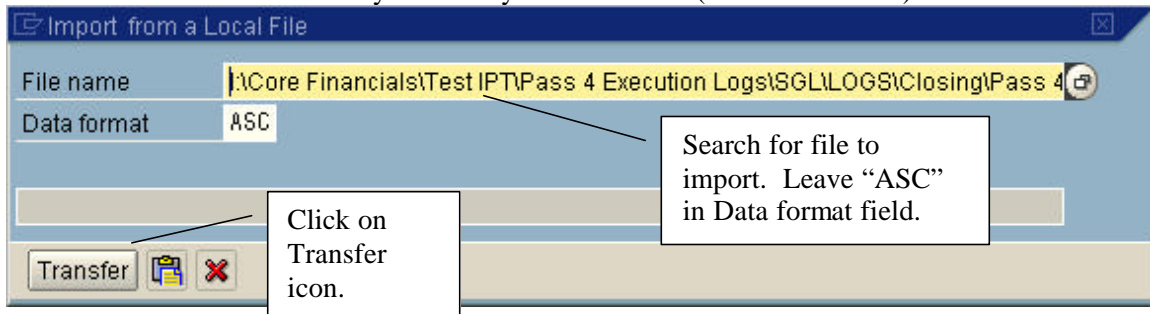 Import from a Local File
File name I:\Core Financials\Test IPT\Pass 4 Execution Logs\SGL\LOGS\Closing\Pass 4
Data format ASC
Search for file to
import. Leave “ASC”
in Data format field.
Click on
Transfer
icon.
Transfer